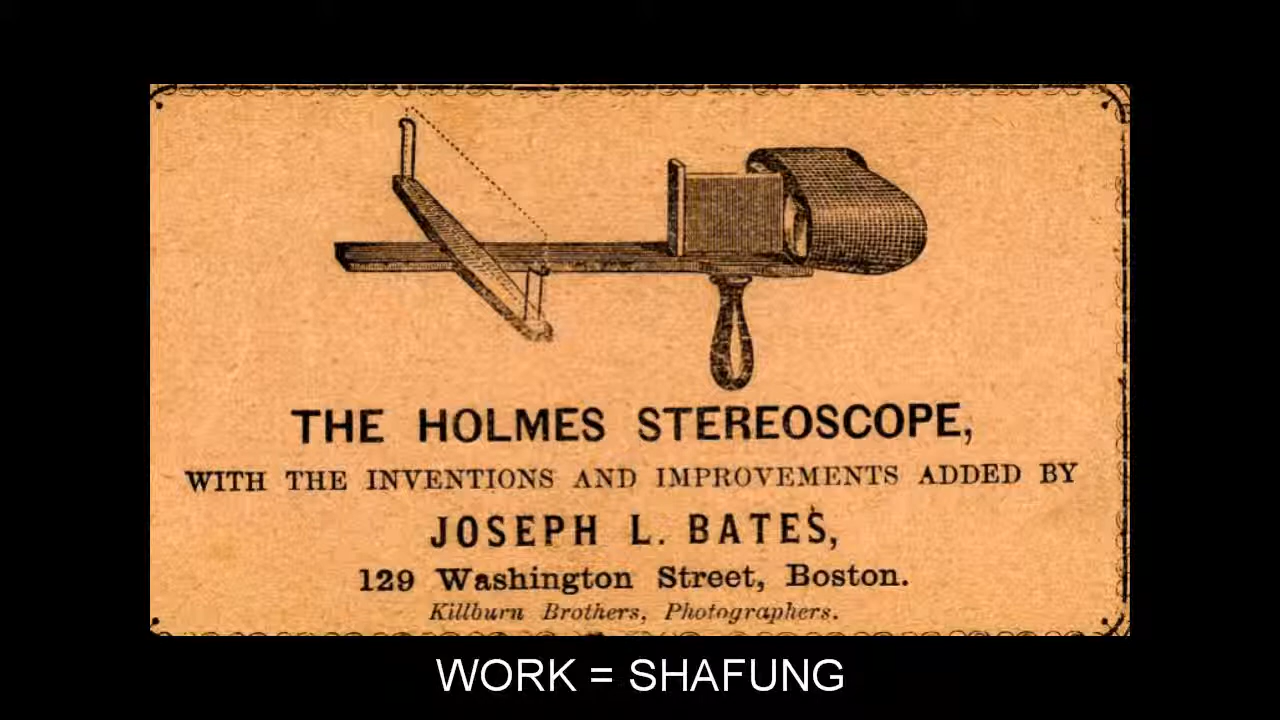 THE HOLMES STEREOSCOPE,
WITH THE INVENTIONS AND IMPROVEMENTS ADDED BY
JOSEPH L. BATES,
129 Washington Street, Boston.
Killburn Brothers, Photographers.
WORK = SHAFUNG